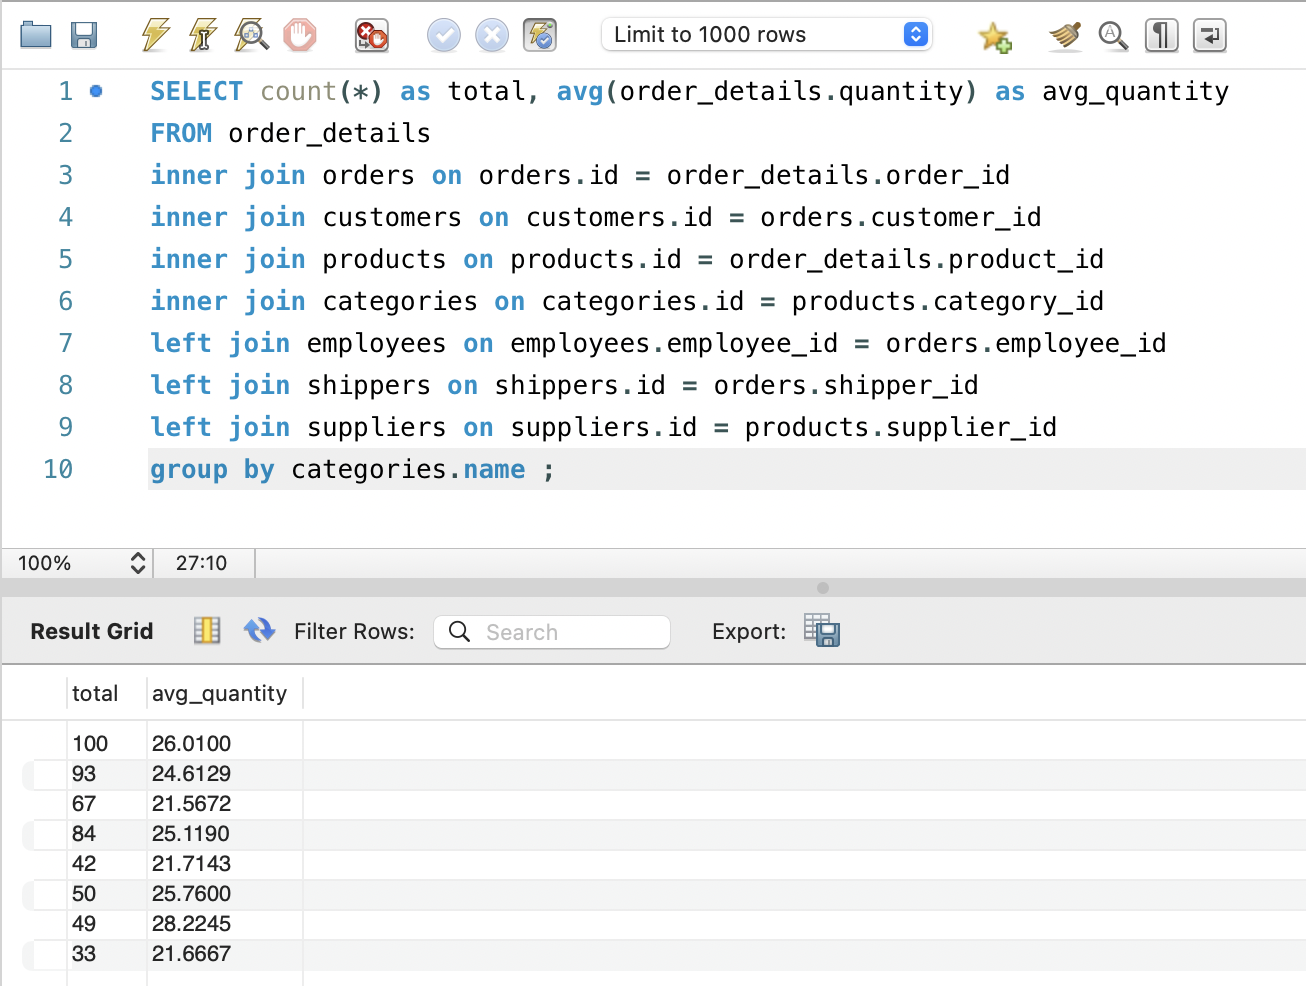 Limit to 1000 rows
1 SELECT count(*) as total, avg(order_details.quantity) as avg_quantity
2 FROM order_details
3 inner join orders on orders.id = order_details.order_id
4 inner join customers on customers.id = orders.customer_id
5 inner join products on products.id = order_details.product_id
6 inner join categories on categories.id = products.category_id
7 left join employees on employees.employee_id = orders.employee_id
8 left join shippers on shippers.id = orders.shipper_id
9 left join suppliers on suppliers.id = products.supplier_id
10 group by categories.name ;
100% 27:10
Result Grid Filter Rows: Search Export:
total avg_quantity
100 26.0100
93 24.6129
67 21.5672
84 25.1190
42 21.7143
50 25.7600
49 28.2245
33 21.6667